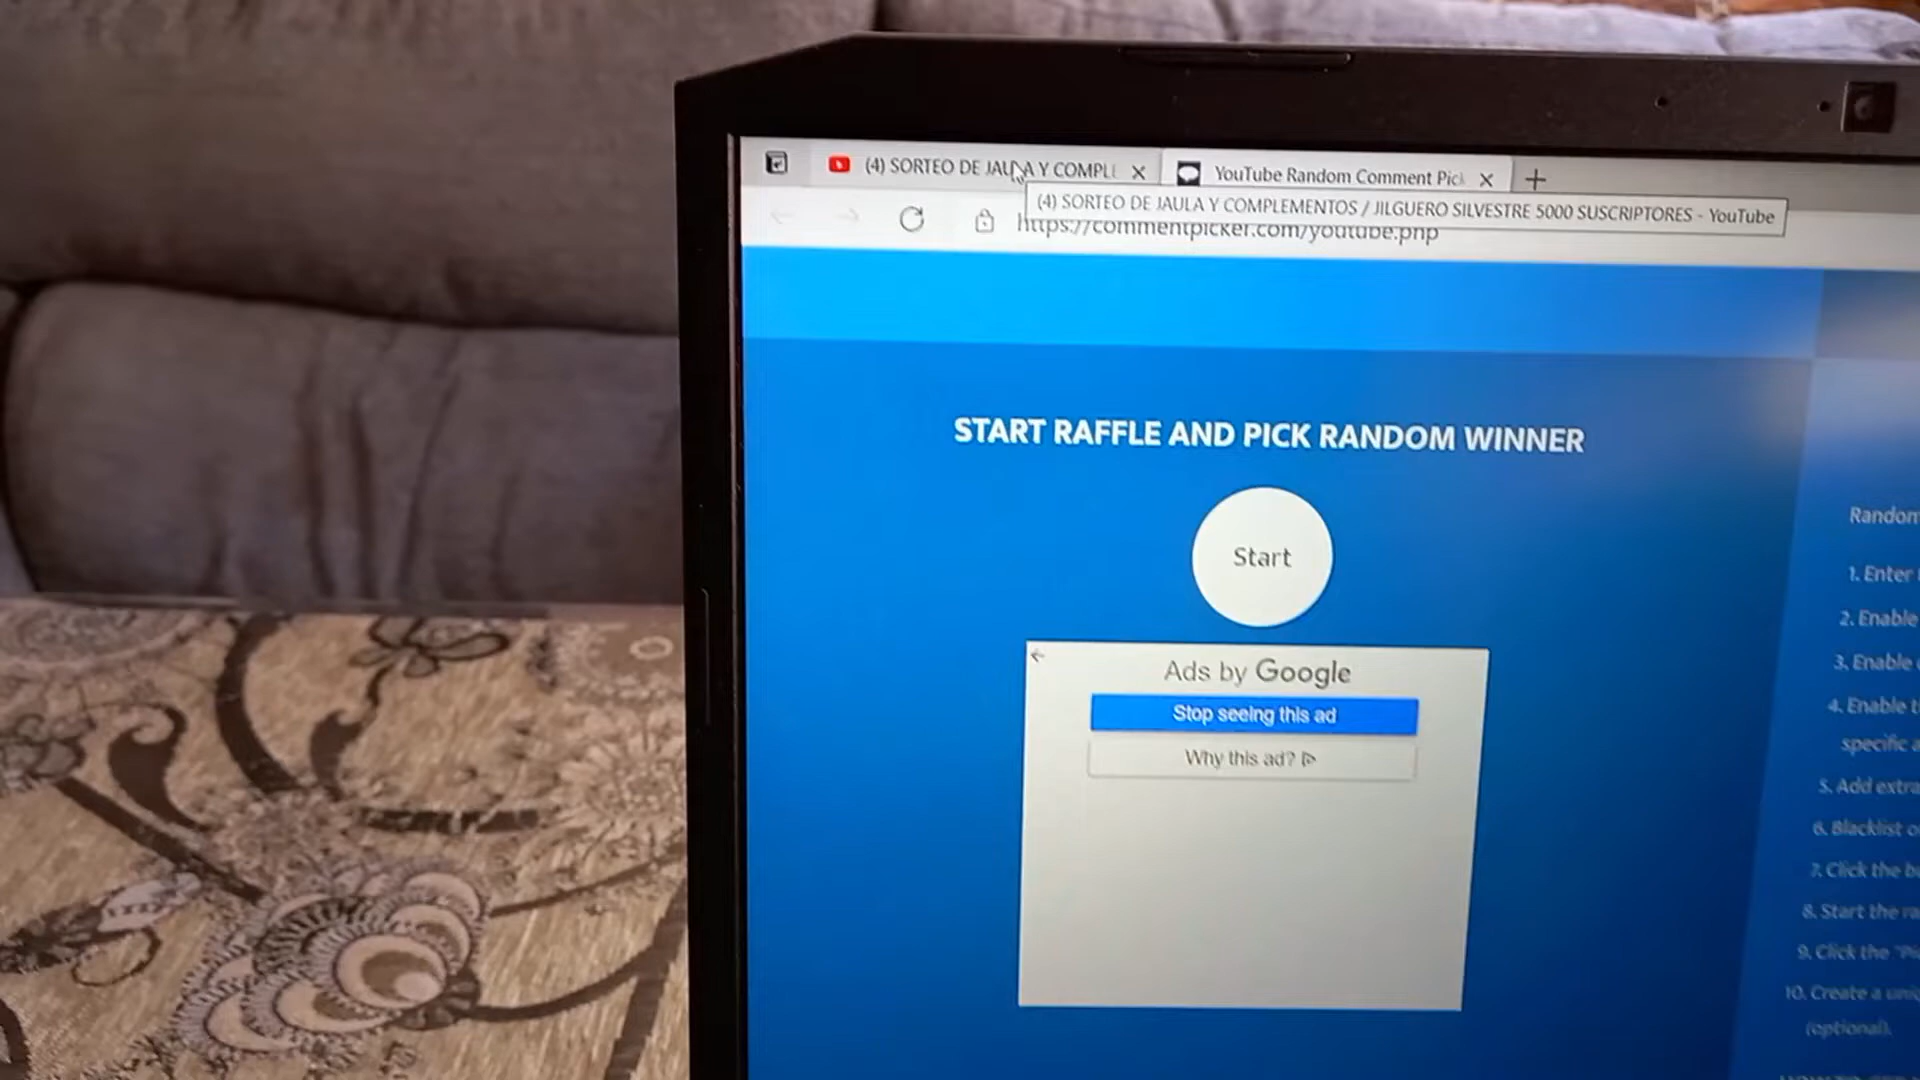 (4) SORTEO DE JAULA Y COMPL
YouTube Random Comment Pick
(4) SORTEO DE JAULA Y COMPLEMENTOS / JILGUERO SILVESTRE 5000 SUSCRIPTORES - YouTube
https://commentpicker.com/youtube.php
START RAFFLE AND PICK RANDOM WINNER
Start
Ads by Google
Stop seeing this ad
Why this ad?
Random
1. Enter
2. Enable
3. Enable
4. Enable
specific
5. Add extra
6. Blacklist
7. Click the
8. Start the
9. Click the
10. Create a
(optional).